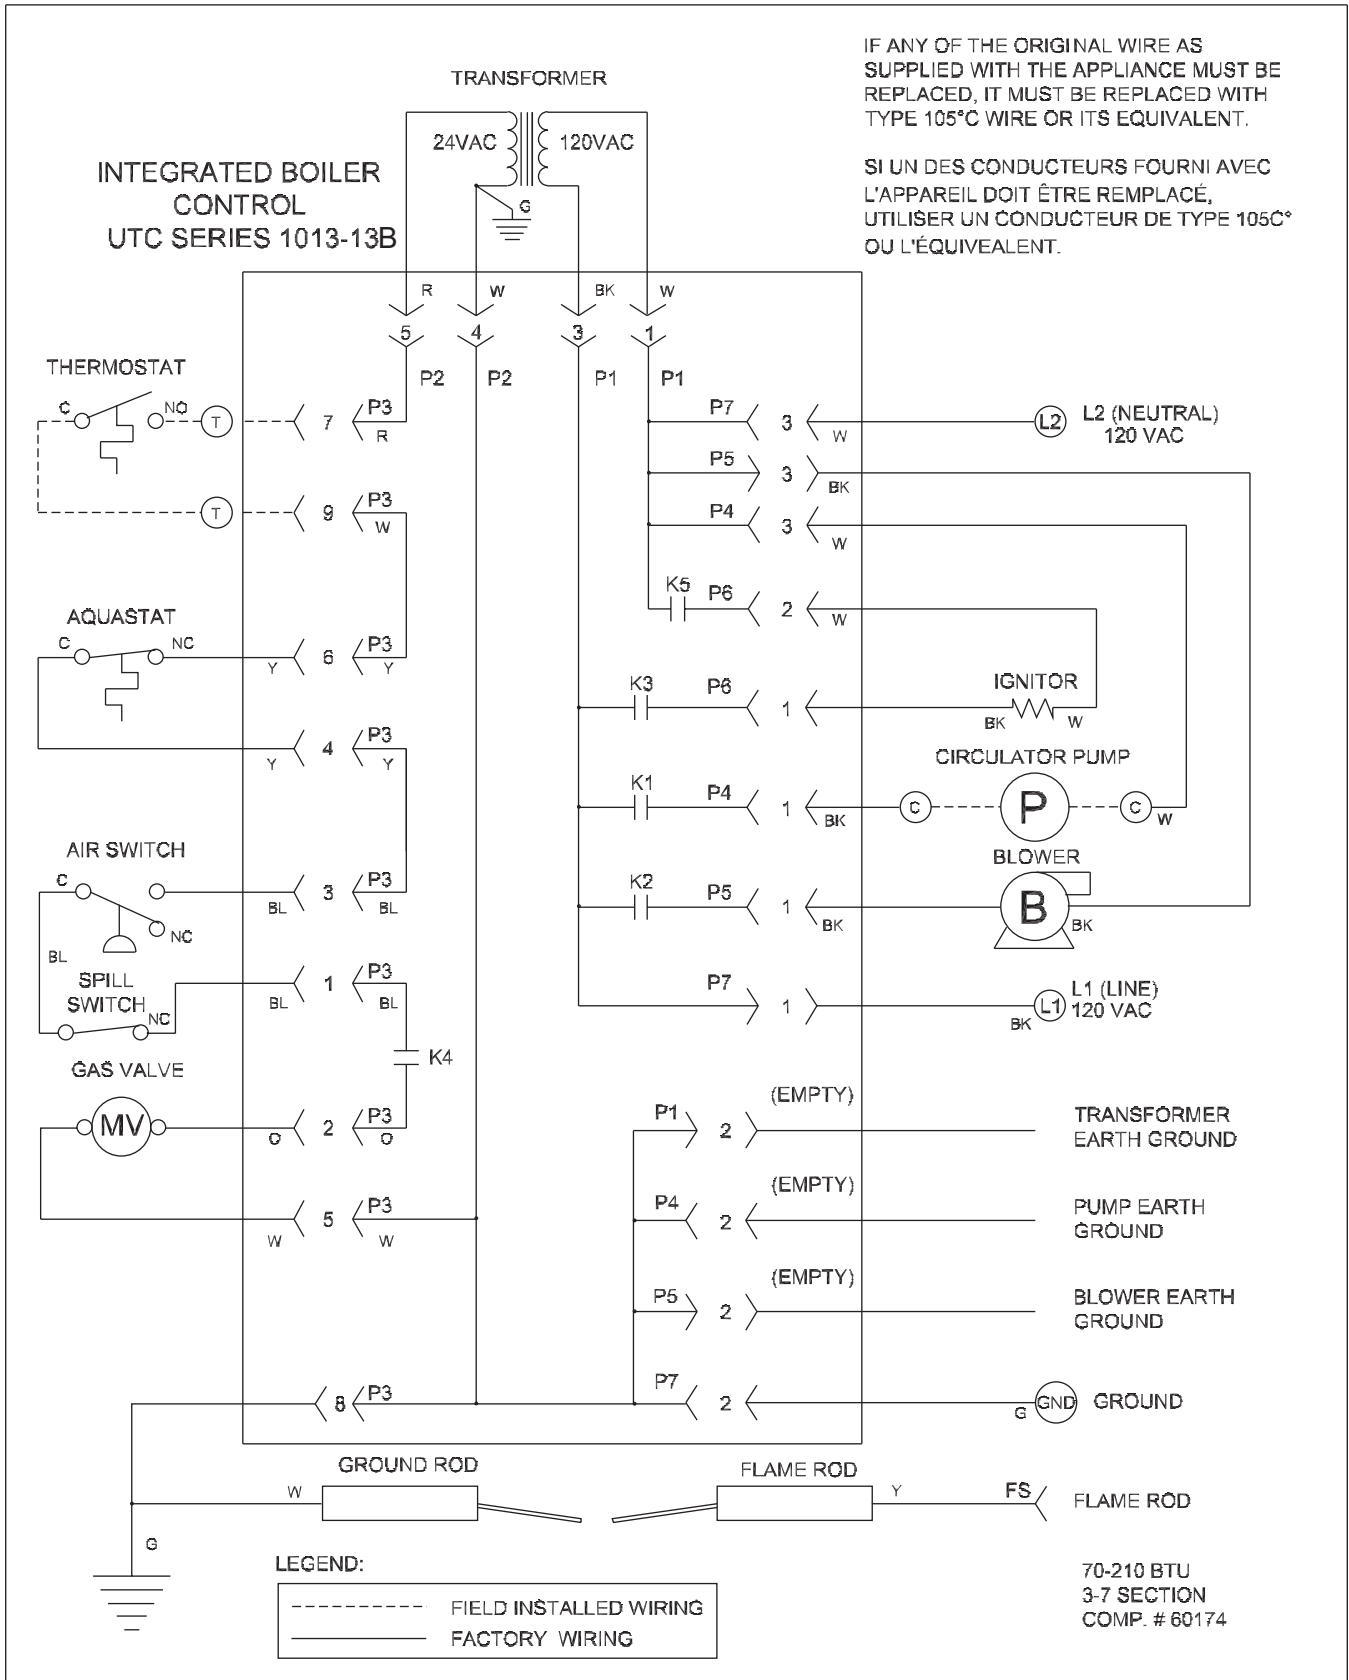 IF ANY OF THE ORIGINAL WIRE AS
SUPPLIED WITH THE APPLIANCE MUST BE
REPLACED, IT MUST BE REPLACED WITH
TYPE 105°C WIRE OR ITS EQUIVALENT.
SI UN DES CONDUCTEURS FOURNI AVEC
L'APPAREIL DOIT ÊTRE REMPLACÉ,
UTILISER UN CONDUCTEUR DE TYPE 105C°
OU L'ÉQUIVEALENT.
TRANSFORMER
24VAC 120VAC
G
INTEGRATED BOILER
CONTROL
UTC SERIES 1013-13B
R W BK W
5 4 3 1
P2 P2 P1 P1
THERMOSTAT
C NO T 7 P3
R
T 9 P3
W
AQUASTAT
C NC
Y 6 P3
Y
Y 4 P3
Y
AIR SWITCH
C
NC
BL 3 P3
BL
BL
SPILL
SWITCH
NC
BL 1 P3
BL
K4
GAS VALVE
MV
O 2 P3
O
W 5 P3
W
8 P3
P7 3 W L2 L2 (NEUTRAL)
120 VAC
P5 3 BK
P4 3 W
K5 P6 2 W
K3 P6 1 BK IGNITOR W
CIRCULATOR PUMP
K1 P4 1 BK C P C W
BLOWER
K2 P5 1 BK B BK
P7 1 BK L1 L1 (LINE)
120 VAC
P1 2 (EMPTY) TRANSFORMER
EARTH GROUND
P4 2 (EMPTY) PUMP EARTH
GROUND
P5 2 (EMPTY) BLOWER EARTH
GROUND
P7 2 G GND GROUND
GROUND ROD
W
G
FLAME ROD
Y FS FLAME ROD
LEGEND:
FIELD INSTALLED WIRING
FACTORY WIRING
70-210 BTU
3-7 SECTION
COMP. # 60174